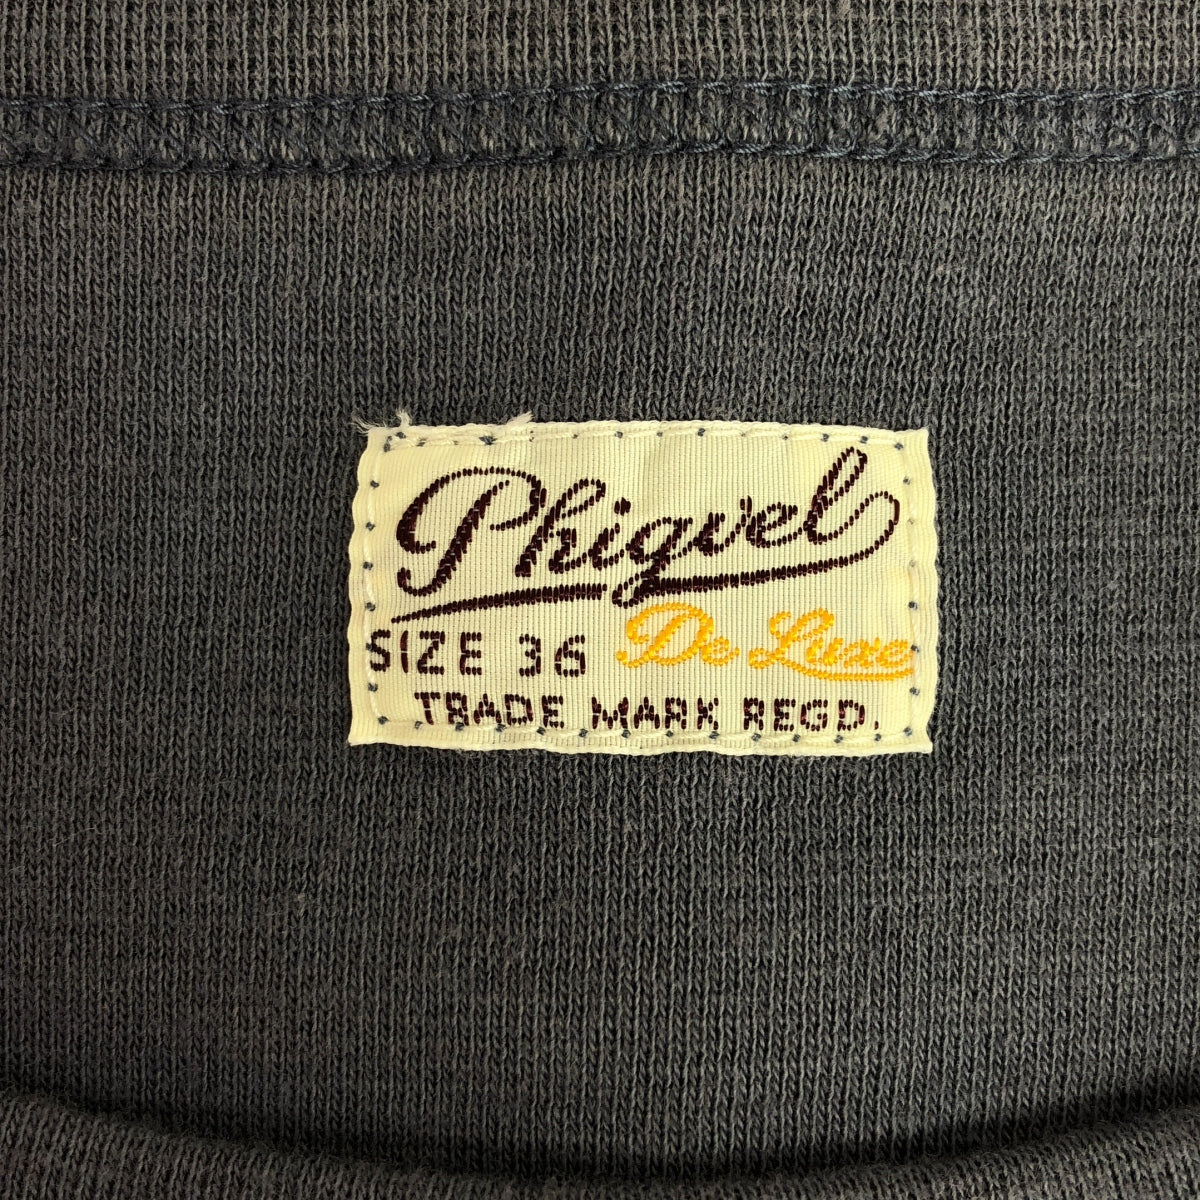 Phigvel
SIZE 36 De Luxe
TRADE MARK REGD.